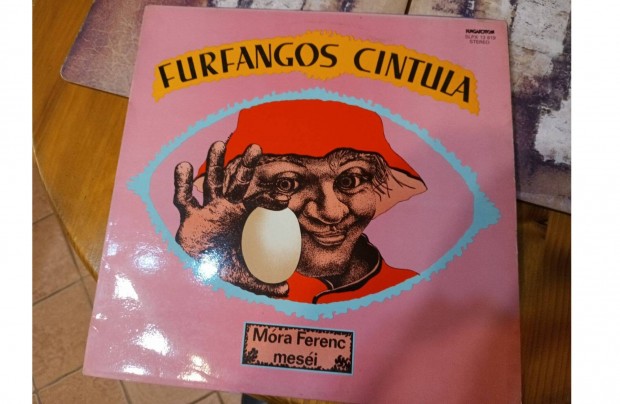 HUNGAROTON
STEREO
FURFANGOS CINTULA
Móra Ferenc
meséi